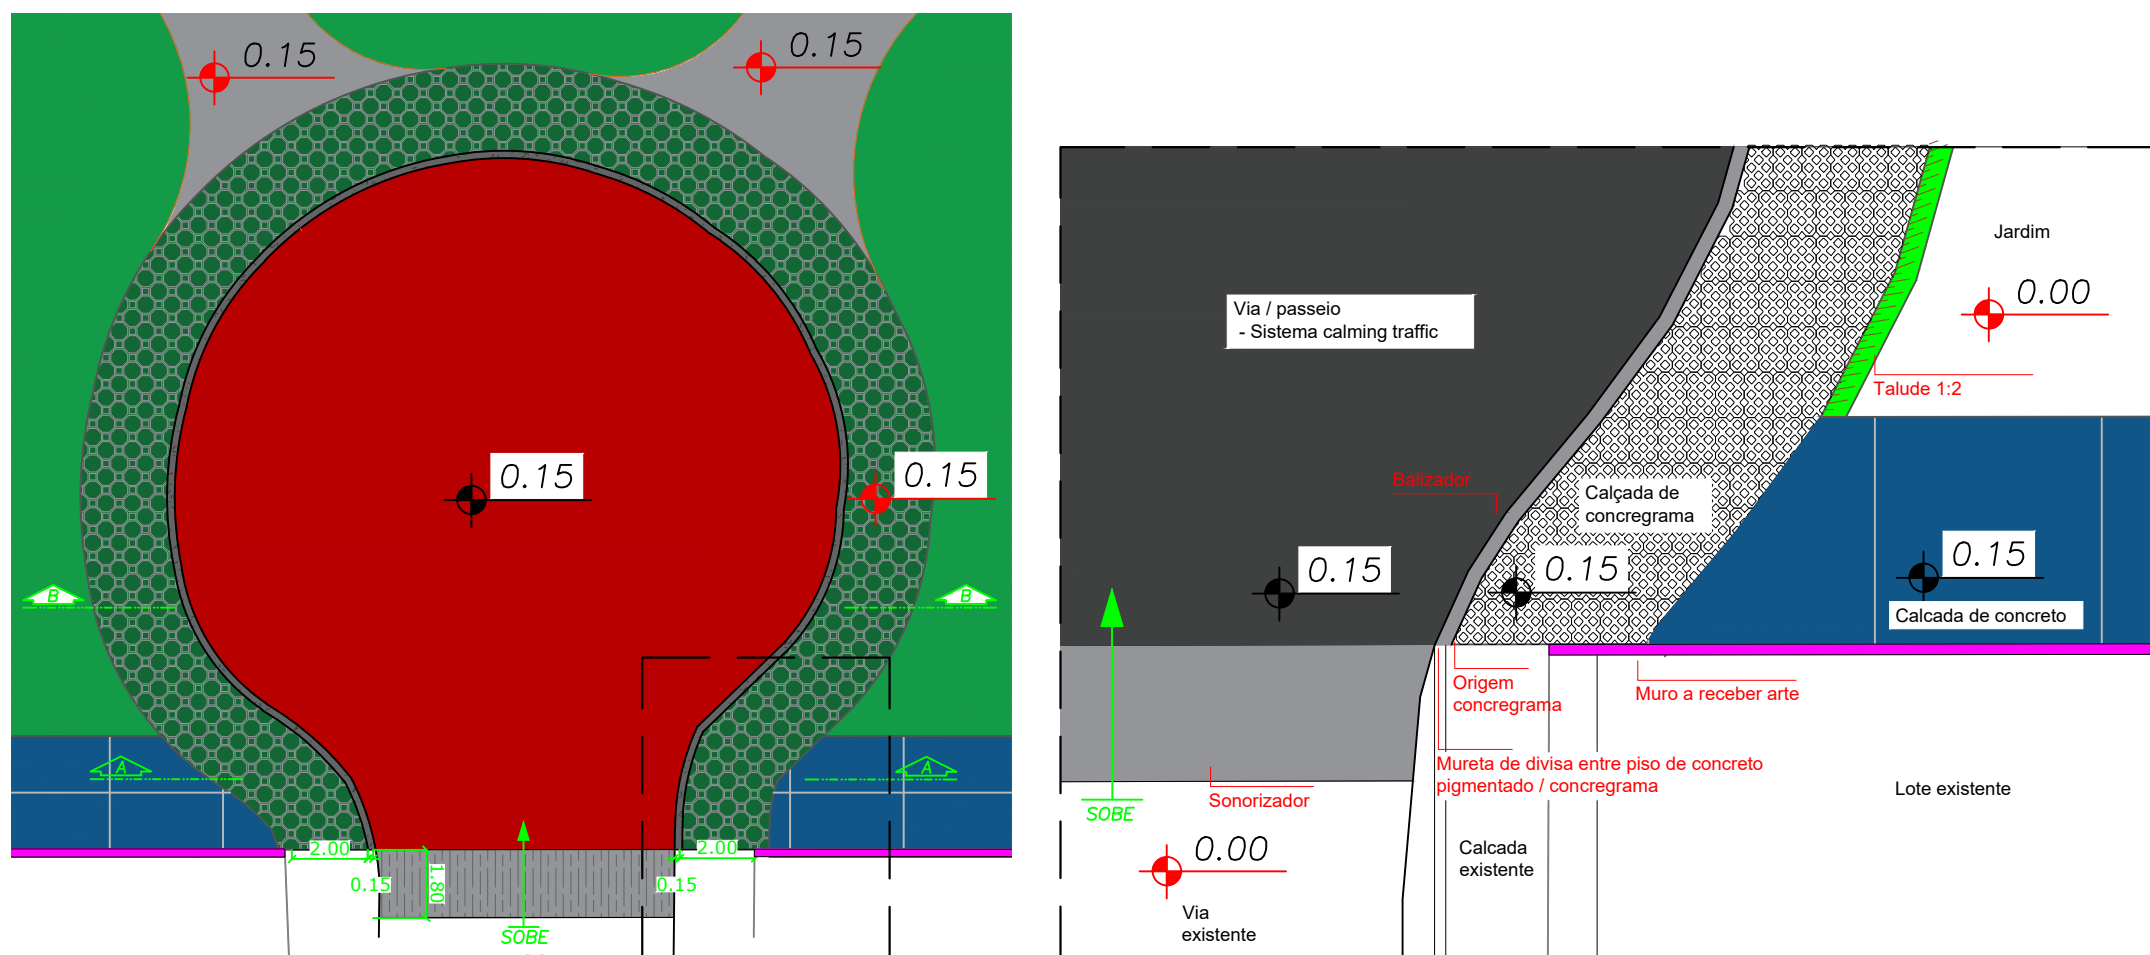 0.15
0.15
0.15
0.15
B
B
A
A
2.00
2.00
0.15
1.80
0.15
SOBE
Jardim
0.00
Via / passeio
- Sistema calming traffic
Talude 1:2
Balizador
Calçada de
concregrama
0.15
0.15
0.15
Calcada de concreto
Origem
concregrama
Muro a receber arte
Mureta de divisa entre piso de concreto
pigmentado / concregrama
Sonorizador
SOBE
Lote existente
0.00
Calcada
existente
Via
existente